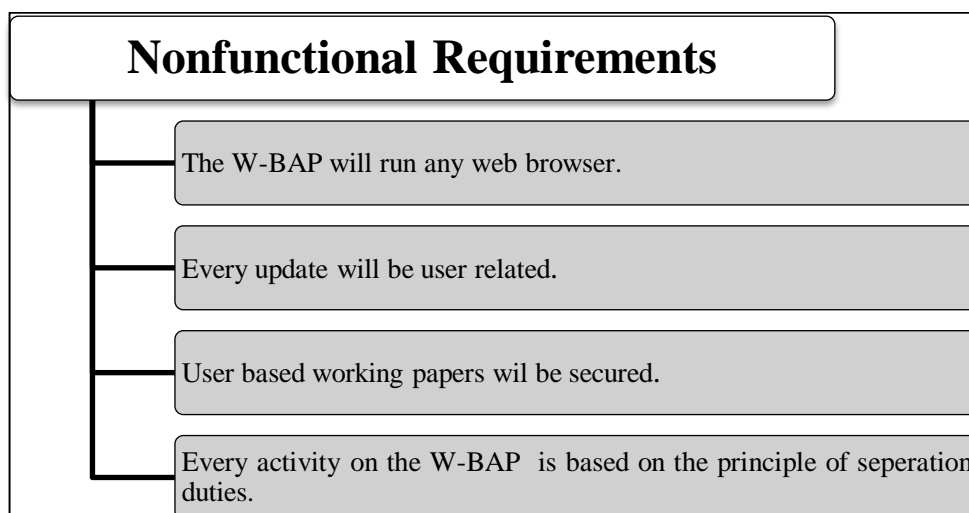 Nonfunctional Requirements
The W-BAP will run any web browser.
Every update will be user related.
User based working papers wil be secured.
Every activity on the W-BAP is based on the principle of seperation
duties.